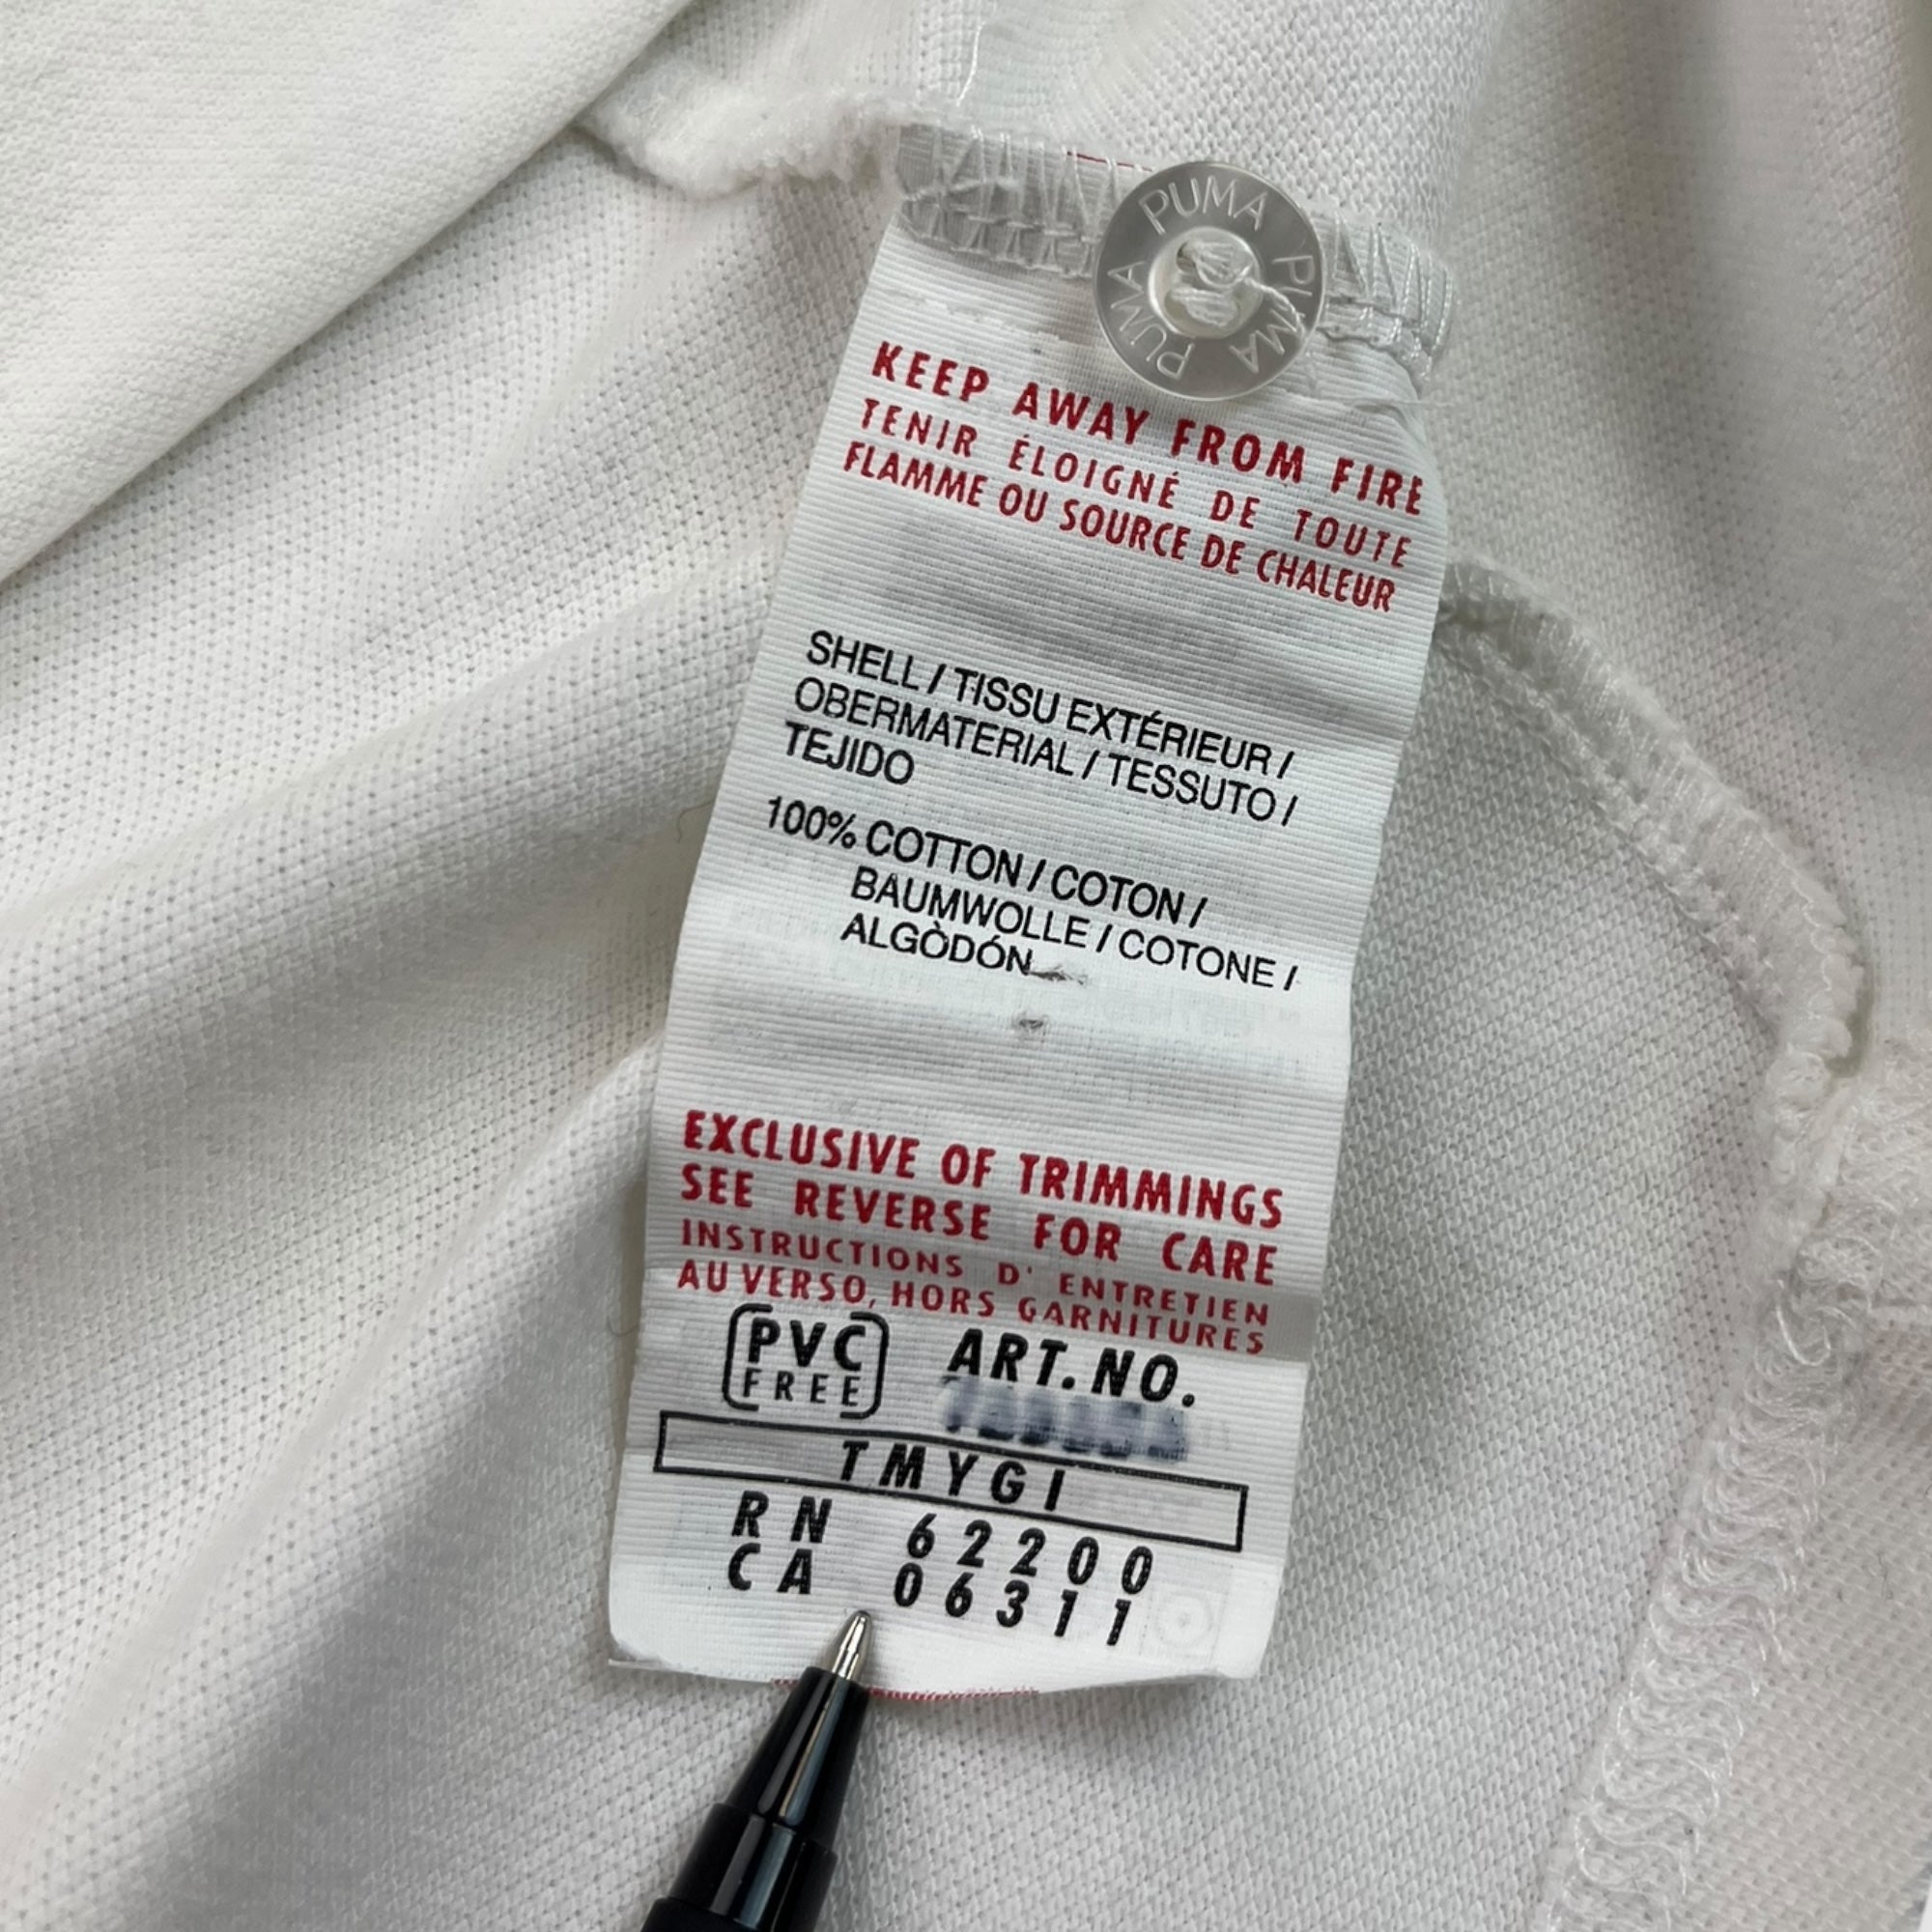 PUMA PUMA PUMA
KEEP AWAY FROM FIRE
TENIR ÉLOIGNÉ DE TOUTE
FLAMME OU SOURCE DE CHALEUR
SHELL / TISSU EXTÉRIEUR /
OBERMATERIAL / TESSUTO /
TEJIDO
100% COTTON / COTON /
BAUMWOLLE / COTONE /
ALGÒDÓN
EXCLUSIVE OF TRIMMINGS
SEE REVERSE FOR CARE
INSTRUCTIONS D' ENTRETIEN
AU VERSO, HORS GARNITURES
PVC FREE
ART.NO.
TMYGI
RN 62200
CA 06311